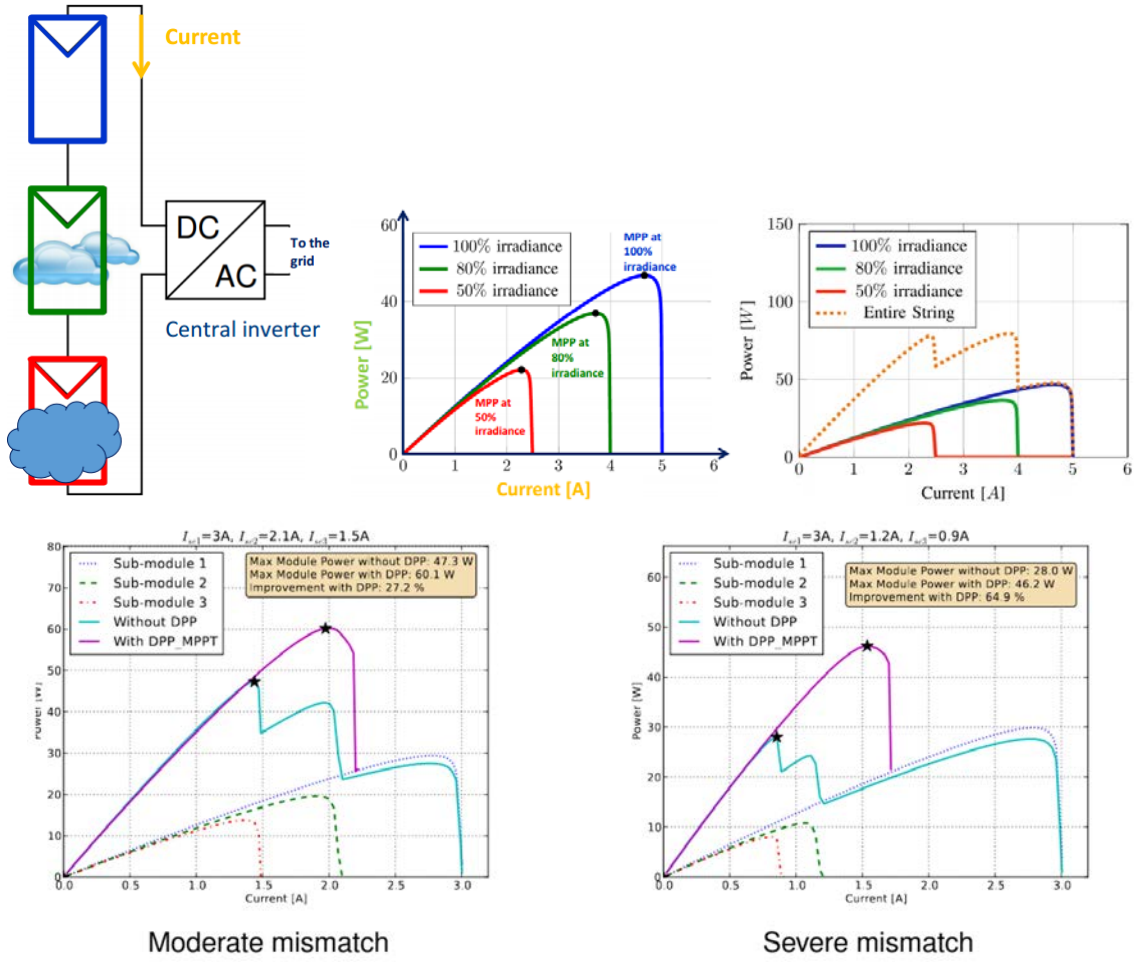 Current
DC
AC
To the
grid
Central inverter
60
40
20
0
0
1
2
3
4
5
6
Power [W]
Current [A]
100% irradiance
80% irradiance
50% irradiance
MPP at
100%
irradiance
MPP at
80%
irradiance
MPP at
50%
irradiance
150
100
50
0
0
1
2
3
4
5
6
Power [W]
Current [A]
100% irradiance
80% irradiance
50% irradiance
Entire String
I_sc1=3A, I_sc2=2.1A, I_sc3=1.5A
80
70
60
50
40
30
20
10
0
0.0
0.5
1.0
1.5
2.0
2.5
3.0
Power [W]
Current [A]
Sub-module 1
Sub-module 2
Sub-module 3
Without DPP
With DPP_MPPT
Max Module Power without DPP: 47.3 W
Max Module Power with DPP: 60.1 W
Improvement with DPP: 27.2 %
Moderate mismatch
I_sc1=3A, I_sc2=1.2A, I_sc3=0.9A
60
50
40
30
20
10
0
0.0
0.5
1.0
1.5
2.0
2.5
3.0
Power [W]
Current [A]
Sub-module 1
Sub-module 2
Sub-module 3
Without DPP
With DPP_MPPT
Max Module Power without DPP: 28.0 W
Max Module Power with DPP: 46.2 W
Improvement with DPP: 64.9 %
Severe mismatch